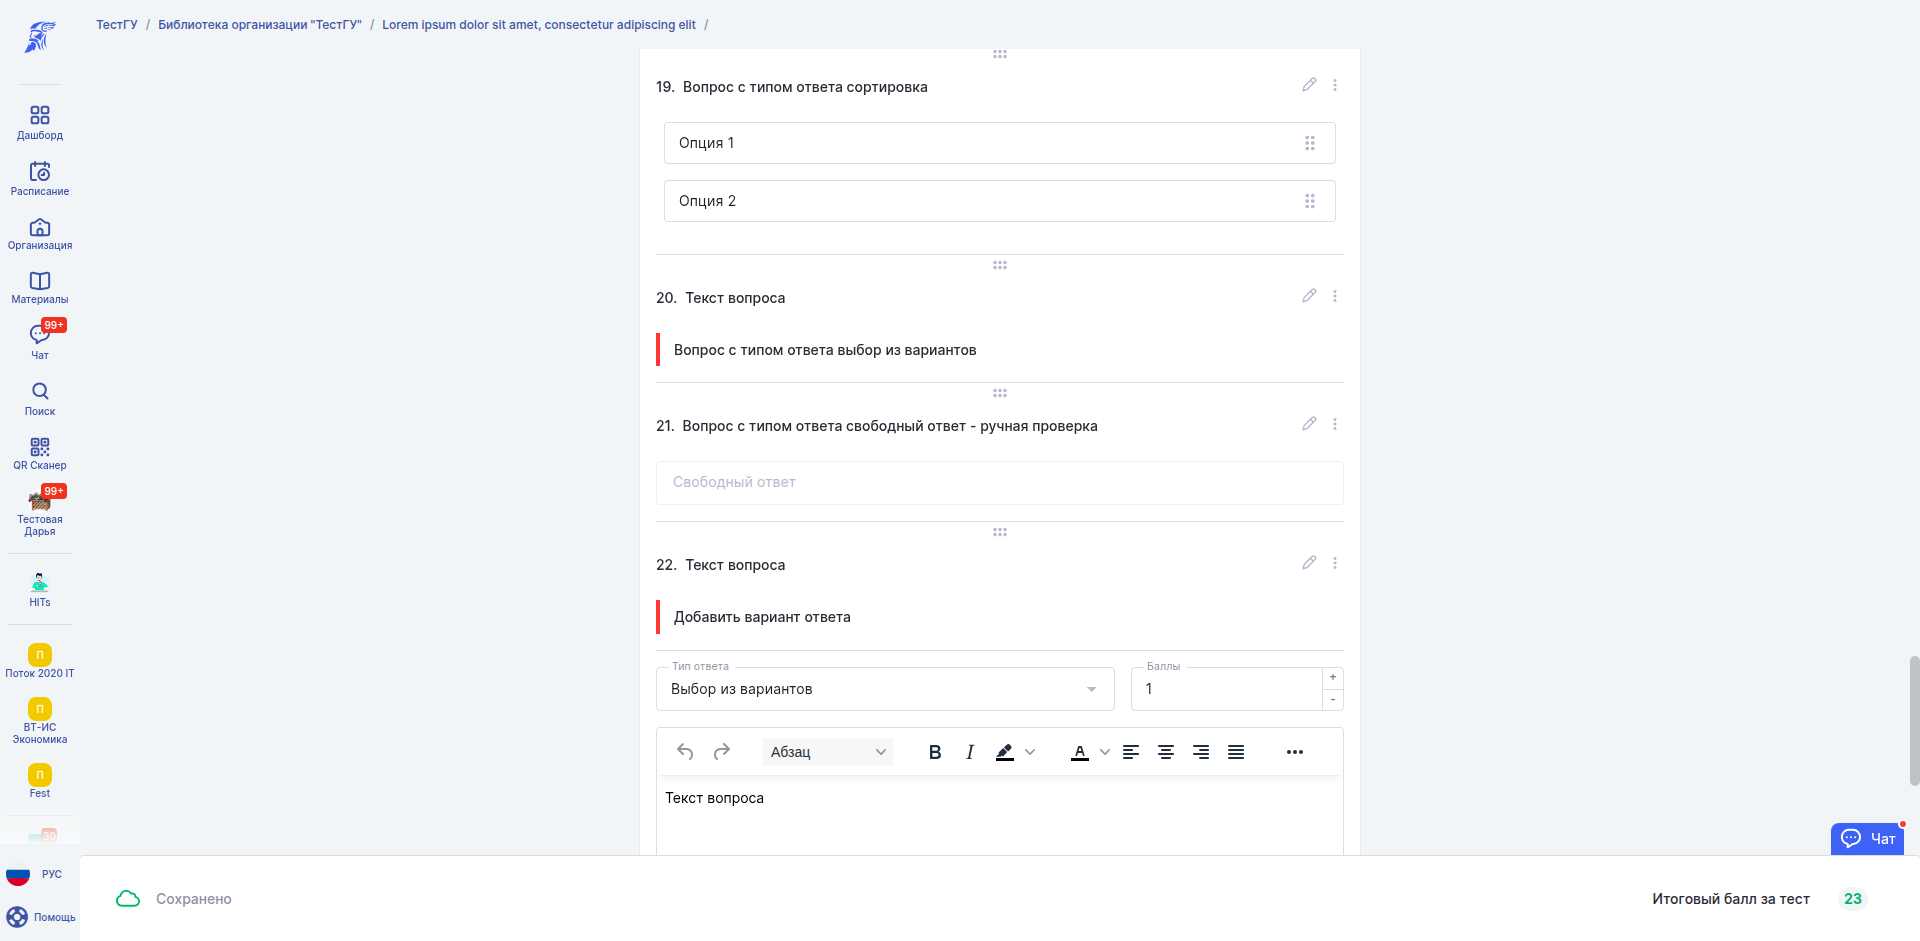 ТестГУ / Библиотека организации "ТестГУ" / Lorem ipsum dolor sit amet, consectetur adipiscing elit /
Дашборд
Расписание
Организация
Материалы
99+
Чат
Поиск
QR Сканер
99+
Тестовая
Дарья
HITs
П
Поток 2020 IT
П
ВТ-ИС
Экономика
П
Fest
30
РУС
Помощь
19. Вопрос с типом ответа сортировка
Опция 1
Опция 2
20. Текст вопроса
Вопрос с типом ответа выбор из вариантов
21. Вопрос с типом ответа свободный ответ - ручная проверка
Свободный ответ
22. Текст вопроса
Добавить вариант ответа
Тип ответа
Выбор из вариантов
Баллы
1
+
-
Абзац
B I A
Текст вопроса
Чат
Сохранено
Итоговый балл за тест 23